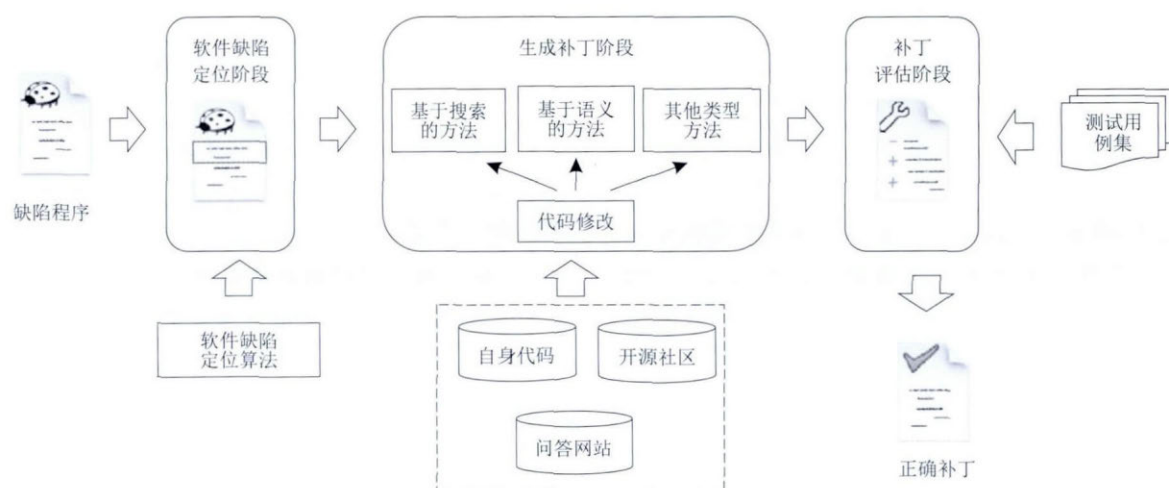 软件缺陷
定位阶段
生成补丁阶段
补丁
评估阶段
基于搜索
的方法
基于语义
的方法
其他类型
方法
测试用
例集
缺陷程序
代码修改
软件缺陷
定位算法
自身代码
开源社区
问答网站
正确补丁